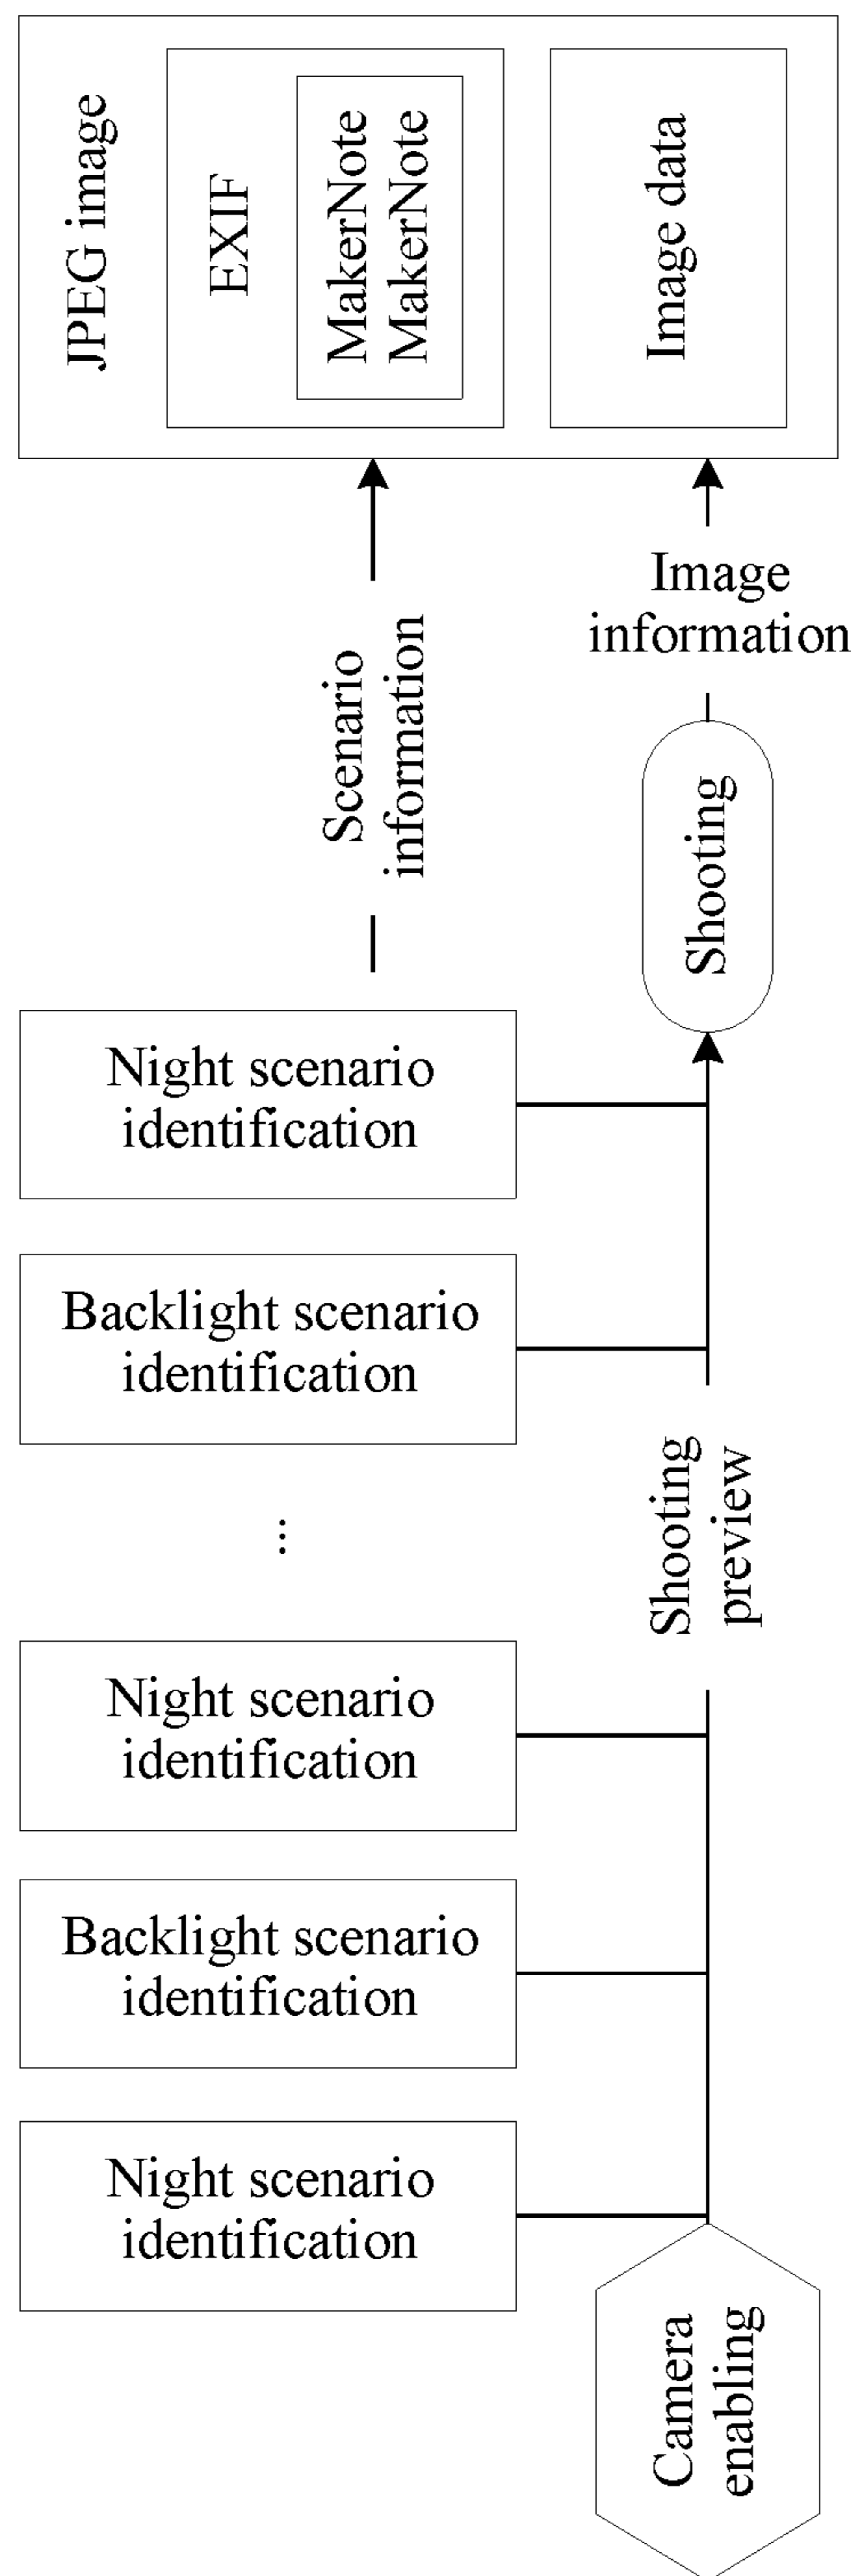 JPEG image
EXIF
MakerNote
MakerNote
Image data
Scenario
information
Image
information
Shooting
Night scenario
identification
Backlight scenario
identification
...
Shooting
preview
Night scenario
identification
Backlight scenario
identification
Night scenario
identification
Camera
enabling